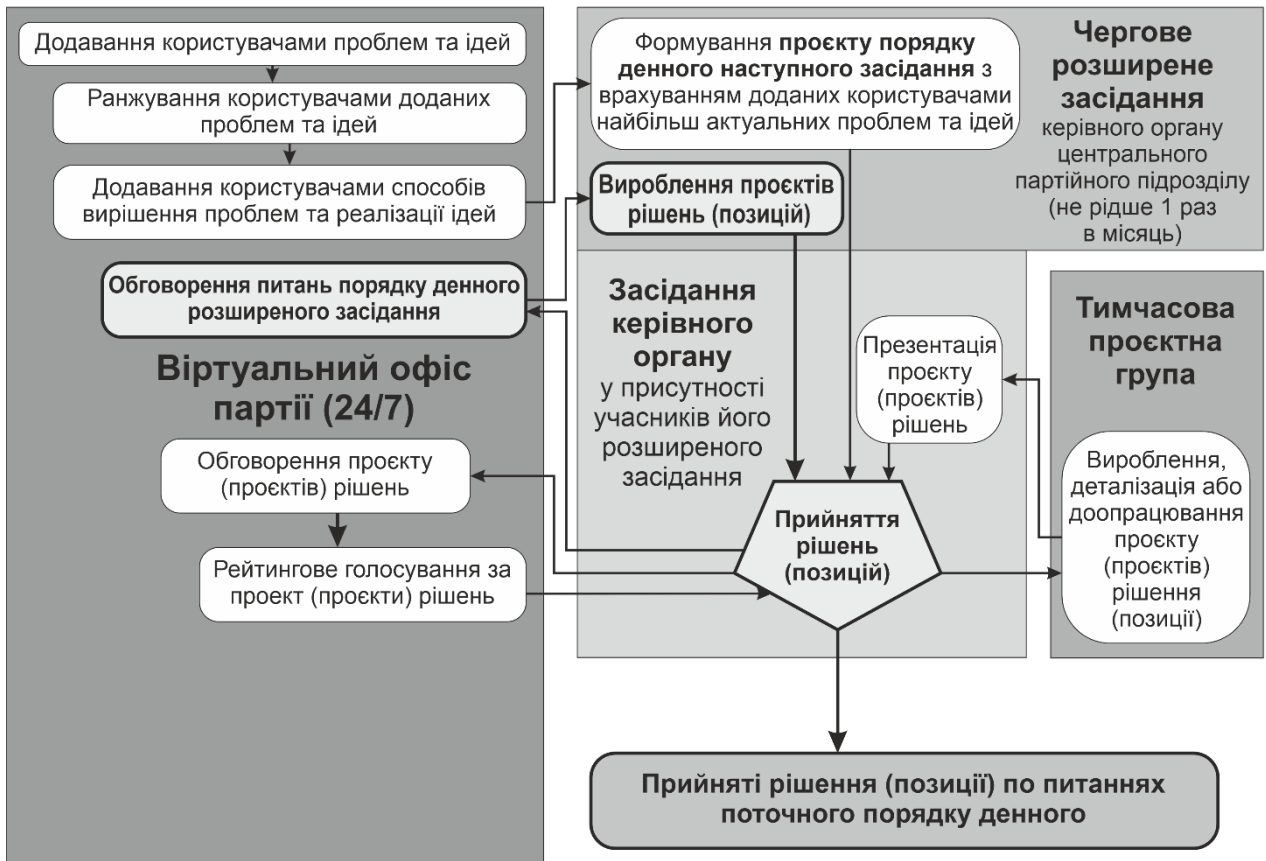 Додавання користувачами проблем та ідей
Ранжування користувачами доданих
проблем та ідей
Додавання користувачами способів
вирішення проблем та реалізації ідей
Обговорення питань порядку денного
розширеного засідання
Віртуальний офіс
партії (24/7)
Обговорення проєкту
(проєктів) рішень
Рейтингове голосування за
проект (проєкти) рішень
Формування проєкту порядку
денного наступного засідання з
врахуванням доданих користувачами
найбільш актуальних проблем та ідей
Вироблення проєктів
рішень (позицій)
Чергове
розширене
засідання
керівного органу
центрального
партійного підрозділу
(не рідше 1 раз
в місяць)
Засідання
керівного
органу
у присутності
учасників його
розширеного
засідання
Презентація
проєкту
(проєктів)
рішень
Прийняття
рішень
(позицій)
Тимчасова
проєктна
група
Вироблення,
деталізація або
доопрацювання
проєкту
(проєктів)
рішення
(позиції)
Прийняті рішення (позиції) по питаннях
поточного порядку денного